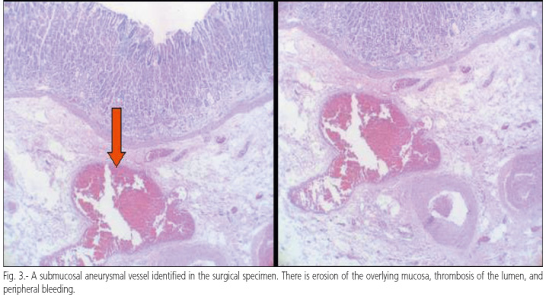 Fig. 3.- A submucosal aneurysmal vessel identified in the surgical specimen. There is erosion of the overlying mucosa, thrombosis of the lumen, and
peripheral bleeding.